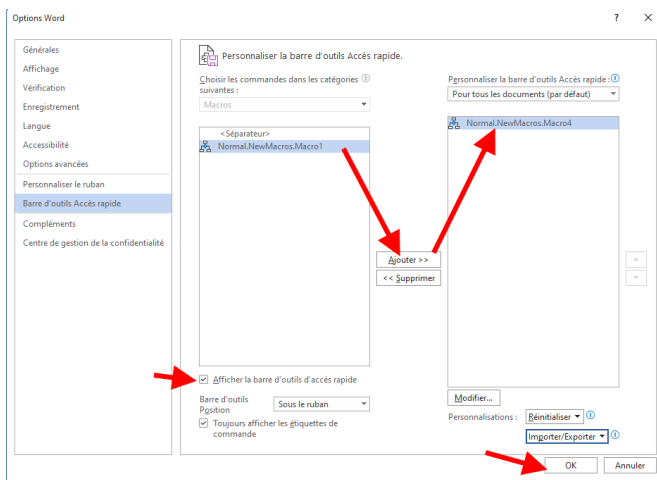 Options Word
?
×
Générales
Affichage
Vérification
Enregistrement
Langue
Accessibilité
Options avancées
Personnaliser le ruban
Barre d'outils Accès rapide
Compléments
Centre de gestion de la confidentialité
Personnaliser la barre d'outils Accès rapide.
Choisir les commandes dans les catégories
suivantes :
Macros
<Séparateur>
Normal.NewMacros.Macro1
Afficher la barre d'outils d'accès rapide
Barre d'outils
Position
Sous le ruban
Toujours afficher les étiquettes de
commande
Ajouter >>
<< Supprimer
Personnaliser la barre d'outils Accès rapide :
Pour tous les documents (par défaut)
Normal.NewMacros.Macro4
Modifier...
Personnalisations :
Réinitialiser
Importer/Exporter
OK
Annuler